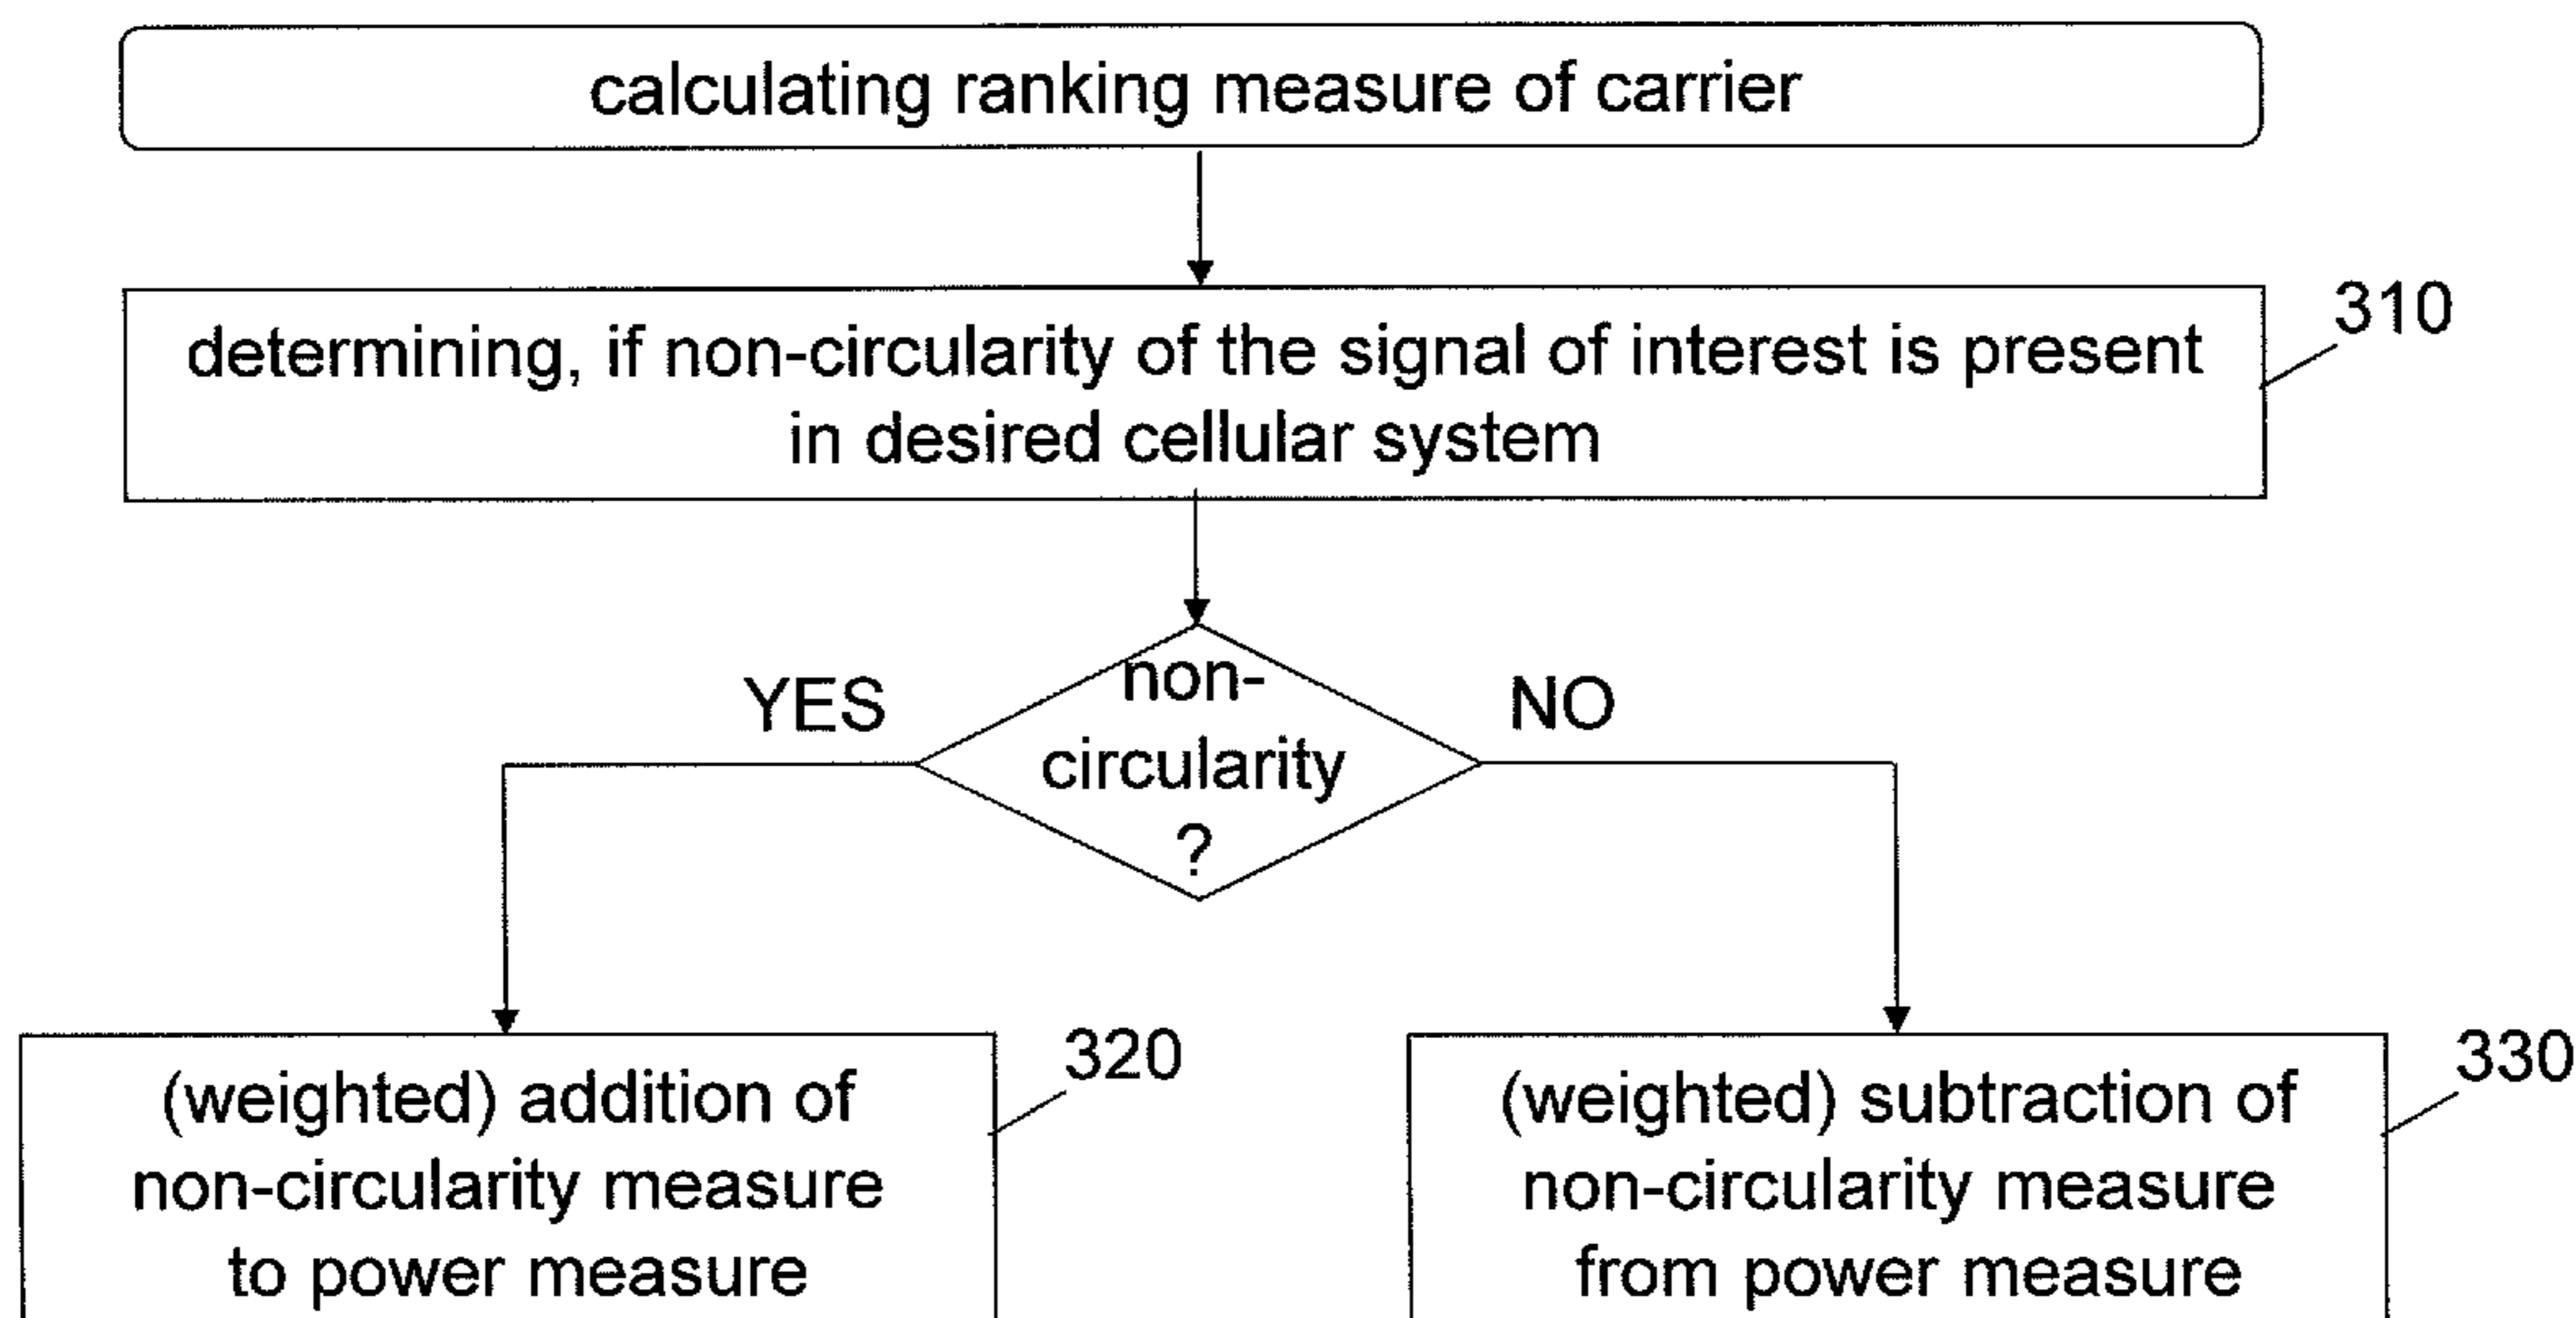 calculating ranking measure of carrier
310
determining, if non-circularity of the signal of interest is present
in desired cellular system
YES
non-
circularity
?
NO
320
(weighted) addition of
non-circularity measure
to power measure
330
(weighted) subtraction of
non-circularity measure
from power measure